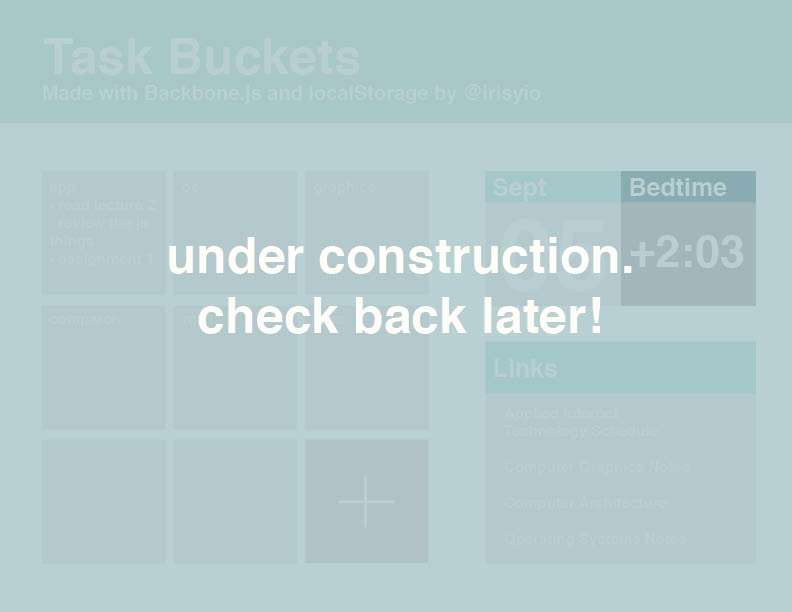 Task Buckets
Made with Backbone.js and localStorage by @irisyio
app
- read lecture 2
- review the js
things
- assignment 1
os
graphics
comparch
Sept
05
Bedtime
+2:03
under construction.
check back later!
Links
Applied Internet
Technology Schedule
Computer Graphics Notes
Computer Architecture
Operating Systems Notes